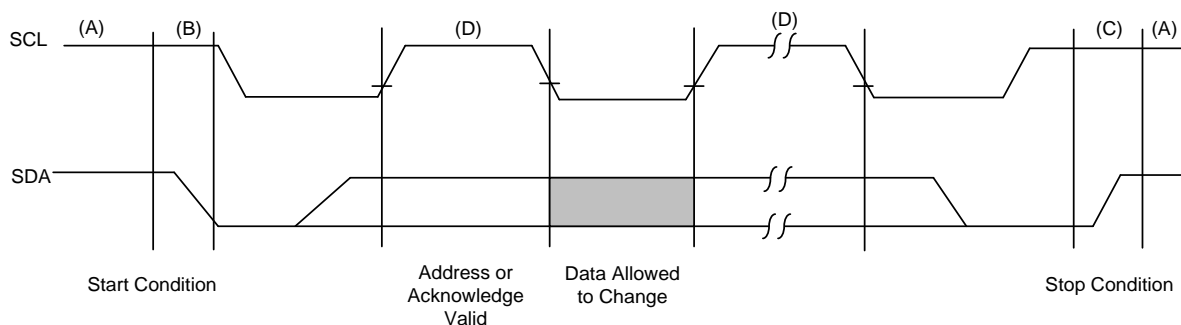 (A) (B) (D) (D) (C) (A)
SCL
SDA
Start Condition
Address or
Acknowledge
Valid
Data Allowed
to Change
Stop Condition